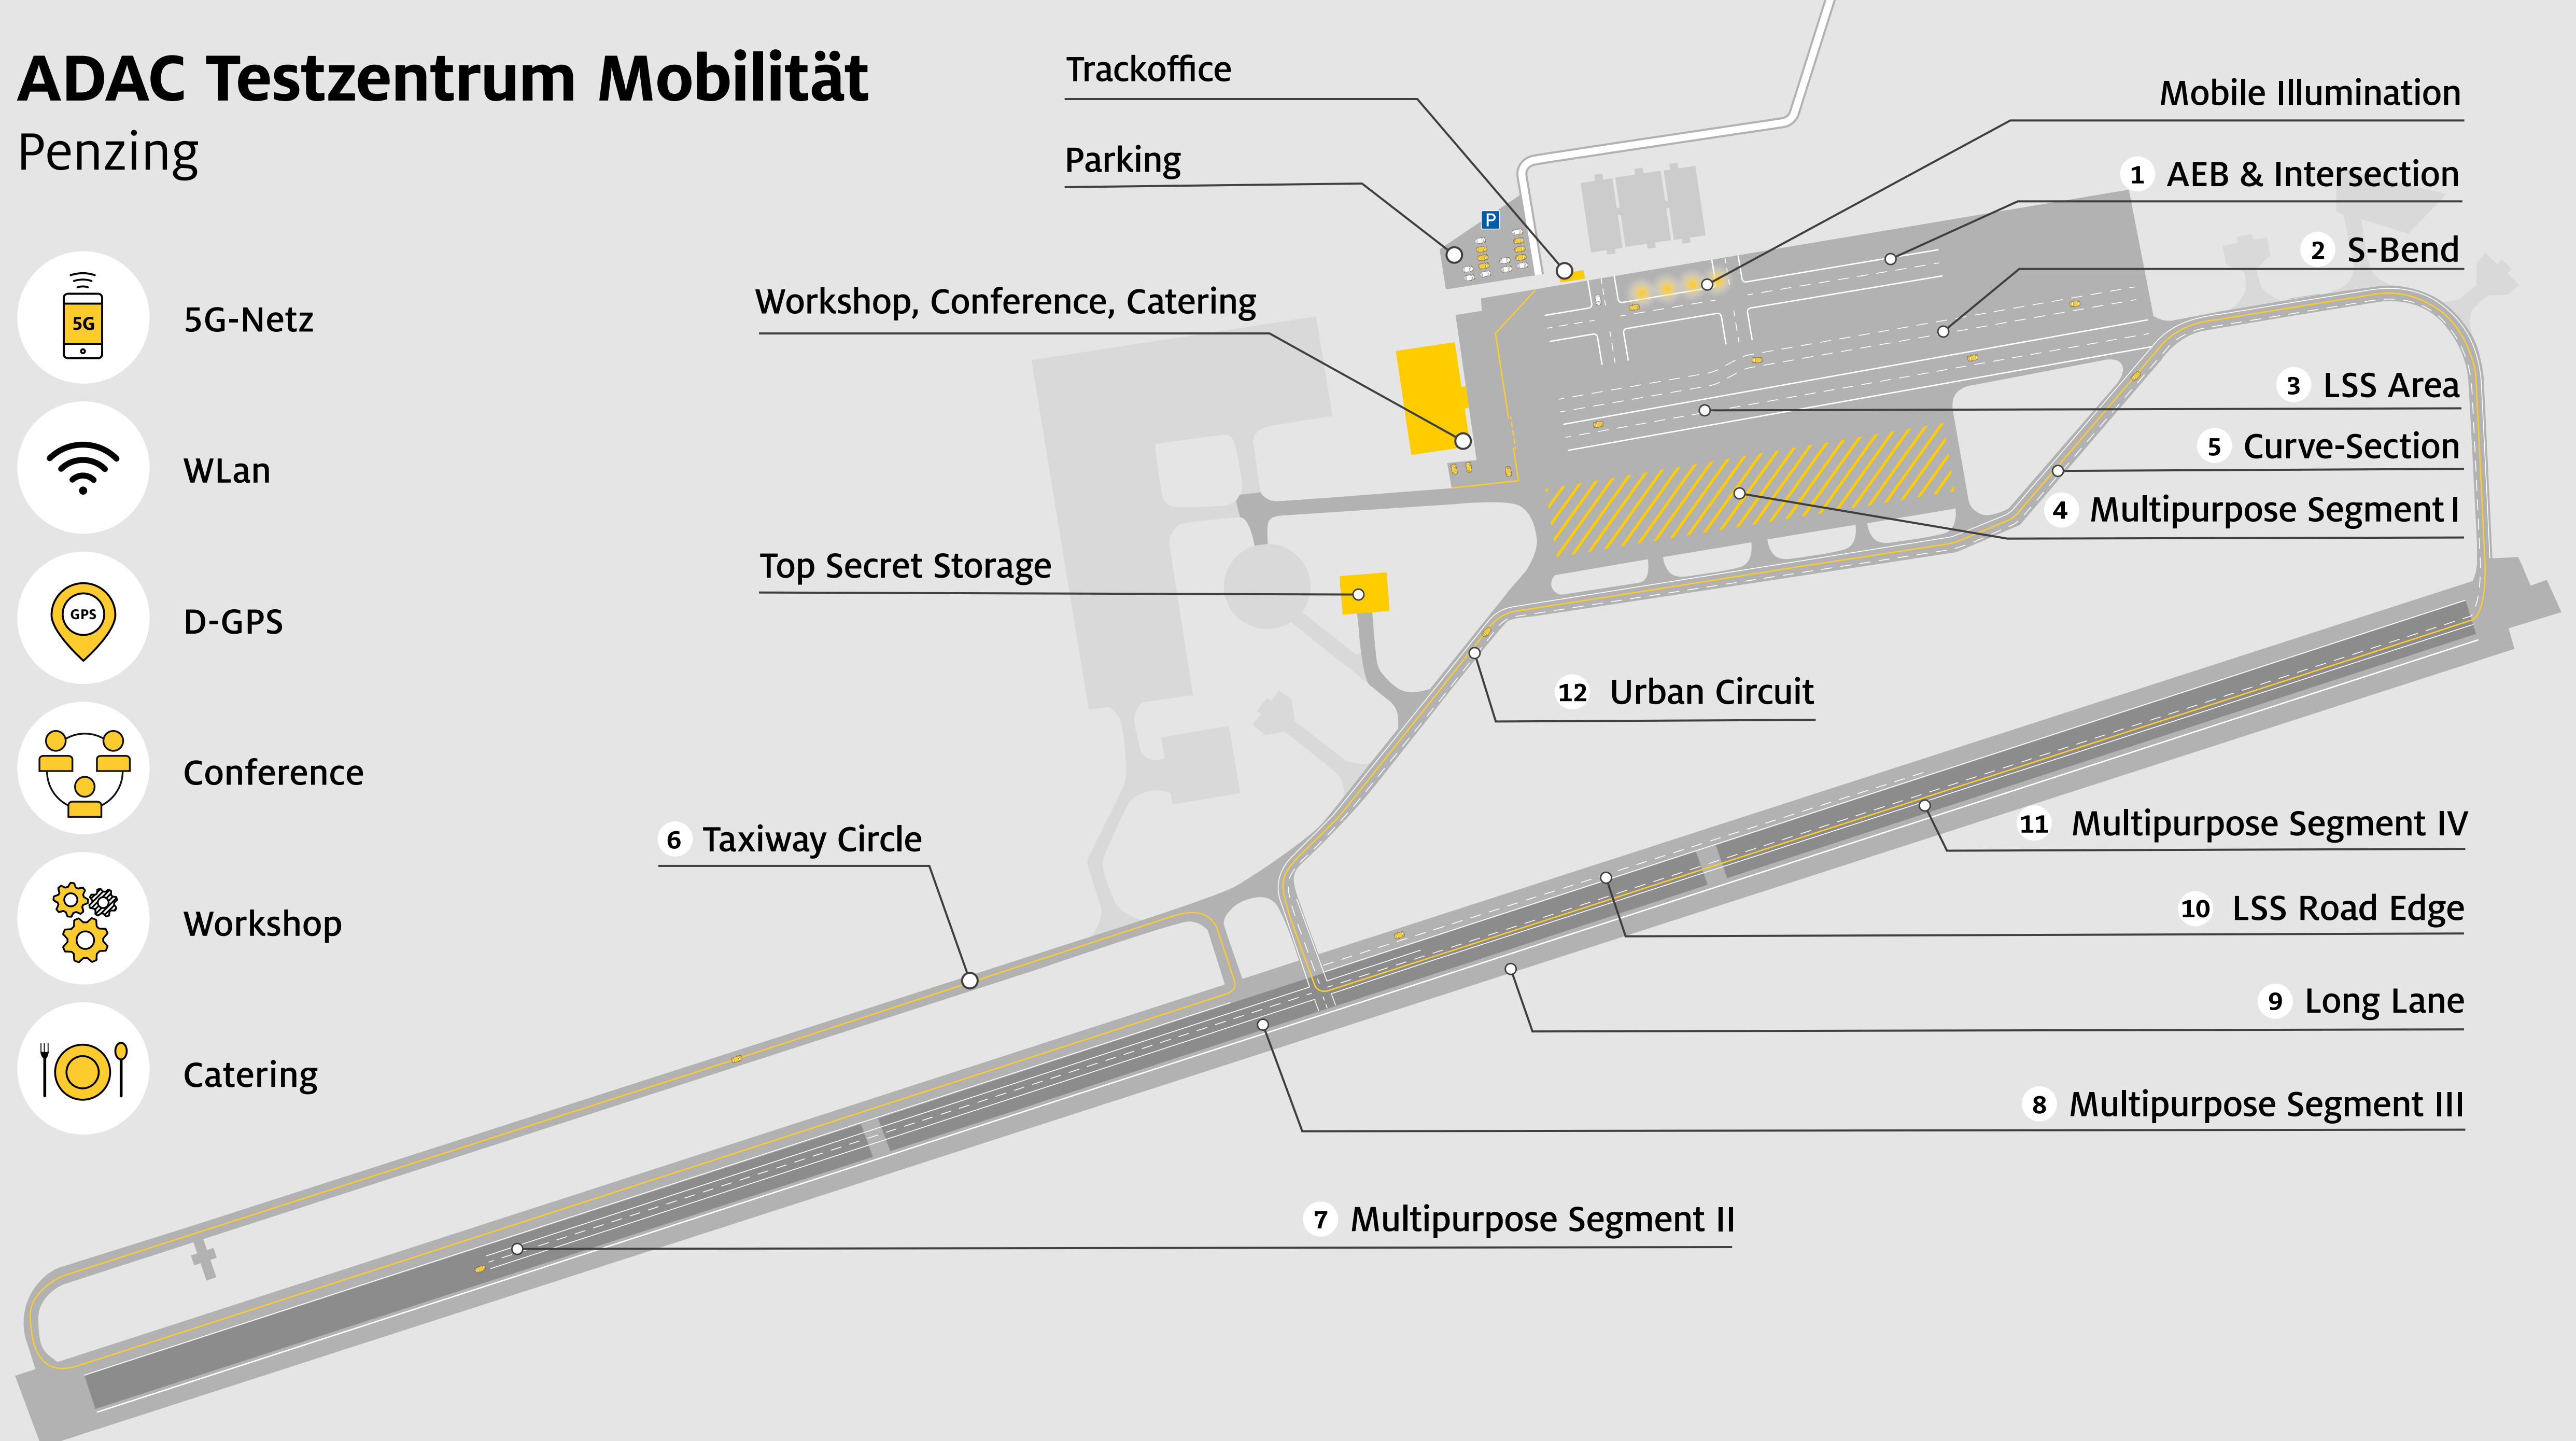 ADAC Testzentrum Mobilität
Penzing
5G
5G-Netz
WLan
GPS
D-GPS
Conference
Workshop
Catering
Trackoffice
Parking
P
Workshop, Conference, Catering
Top Secret Storage
6 Taxiway Circle
Mobile Illumination
1 AEB & Intersection
2 S-Bend
3 LSS Area
5 Curve-Section
4 Multipurpose Segment I
12 Urban Circuit
11 Multipurpose Segment IV
10 LSS Road Edge
9 Long Lane
8 Multipurpose Segment III
7 Multipurpose Segment II